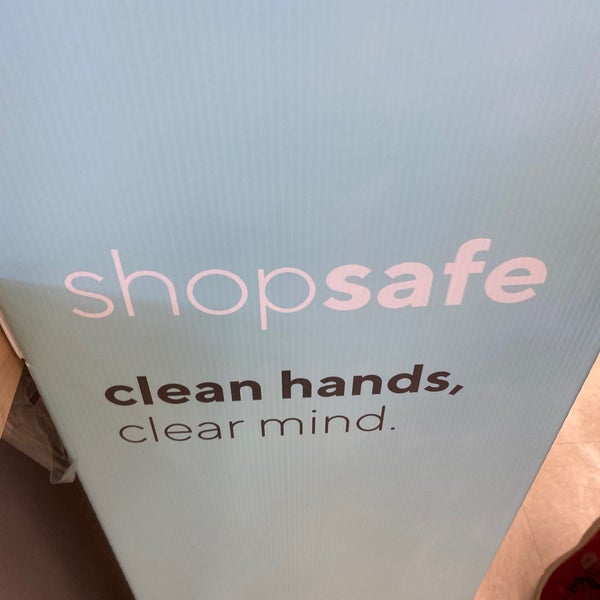 shopsafe
clean hands,
clear mind.